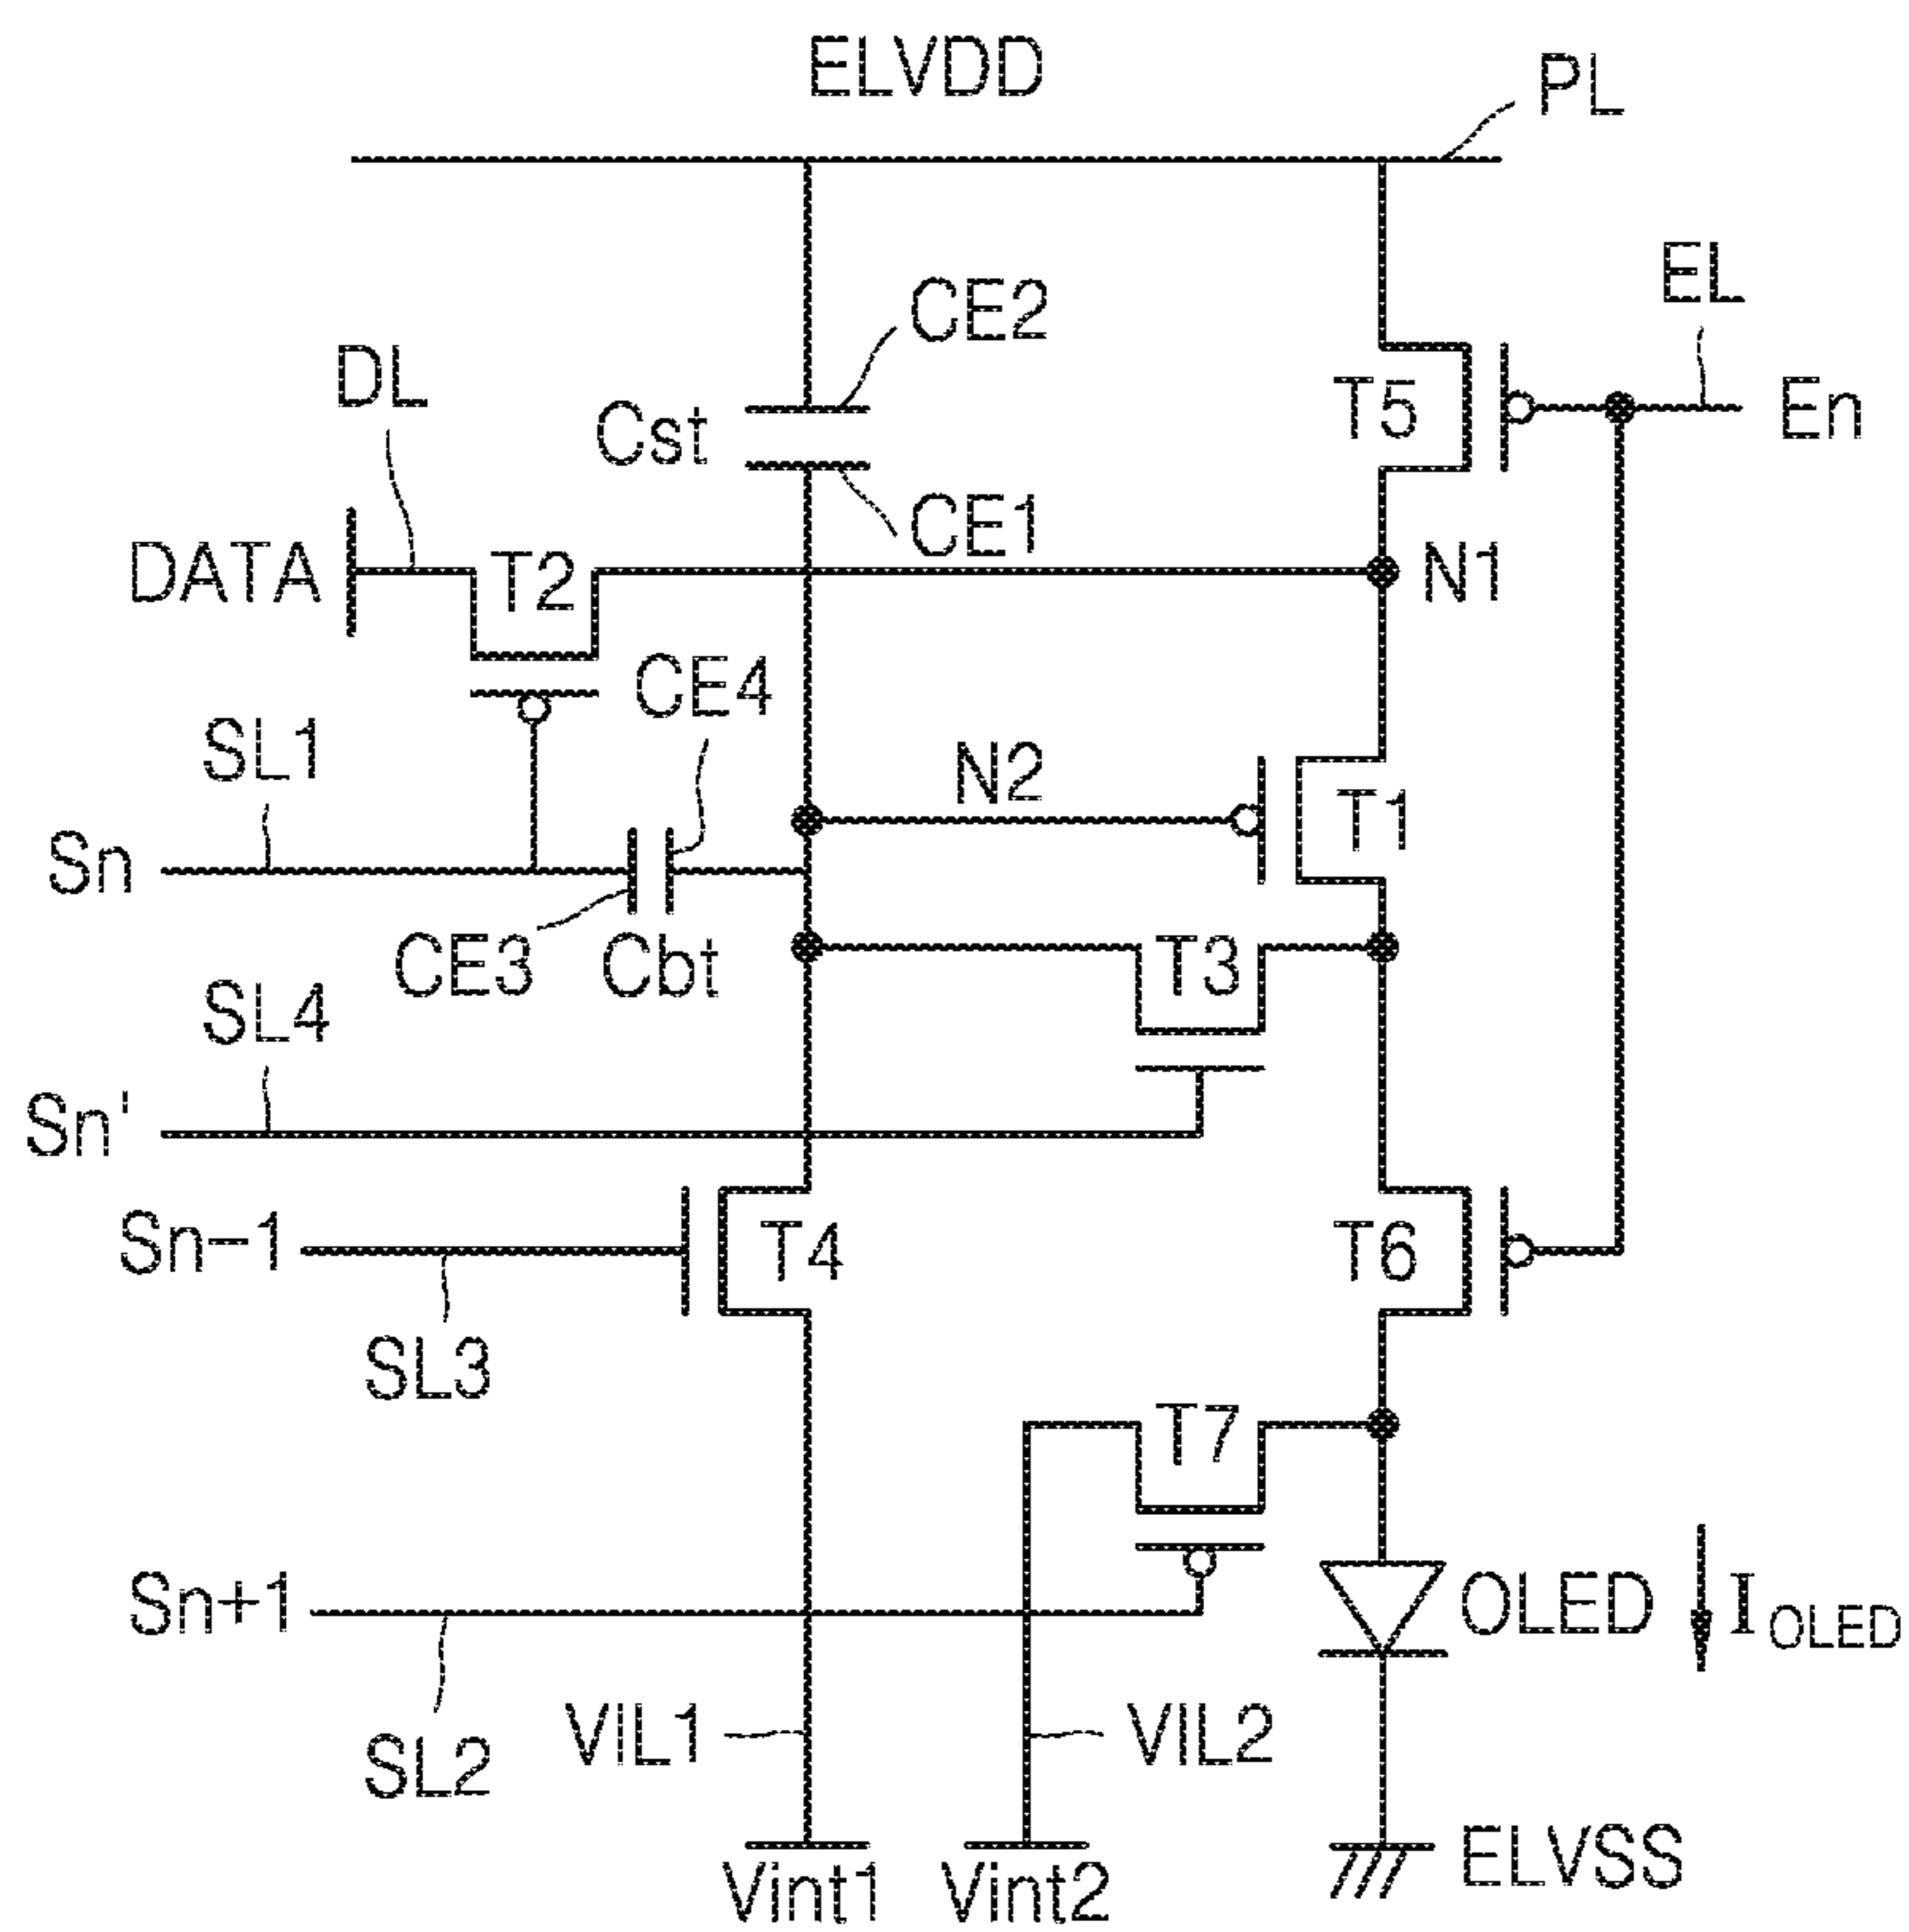 ELVDD
PL
EL
CE2
DL
Cst
T5
En
CE1
DATA
T2
N1
CE4
SL1
N2
T1
Sn
CE3
Cbt
T3
SL4
Sn'
Sn-1
T4
T6
SL3
T7
Sn+1
OLED
I OLED
VIL1
VIL2
SL2
ELVSS
Vint1
Vint2